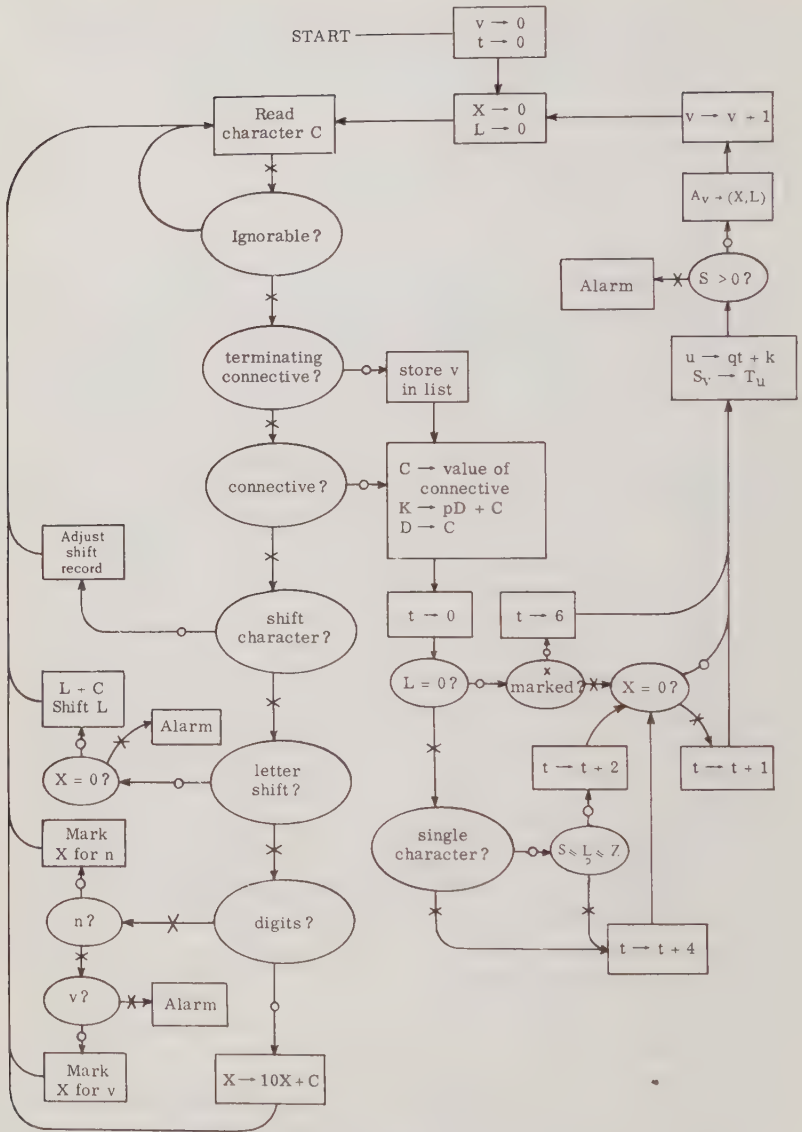 START
v → 0
t → 0
X → 0
L → 0
Read
character C
v → v + 1
Ignorable?
A_v → (X, L)
S > 0?
Alarm
terminating
connective?
store v
in list
u → qt + k
S_v → T_u
connective?
C → value of
connective
K → pD + C
D → C
Adjust
shift
record
shift
character?
t → 0
t → 6
L = 0?
x
marked?
X = 0?
L + C
Shift L
Alarm
X = 0?
letter
shift?
t → t + 2
t → t + 1
Mark
X for n
single
character?
S ≤ L ≤ Z
?
n?
digits?
t → t + 4
v?
Alarm
Mark
X for v
X → 10X + C